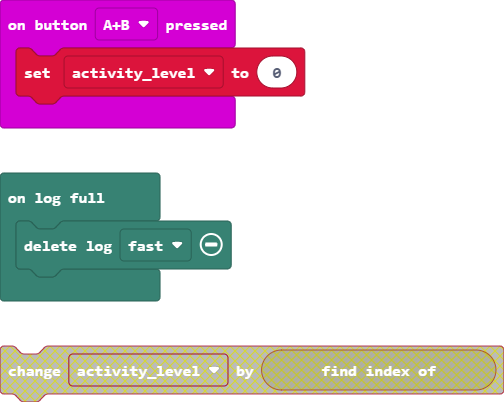 on button A+B pressed
set activity_level to 0
on log full
delete log fast
change activity_level by find index of